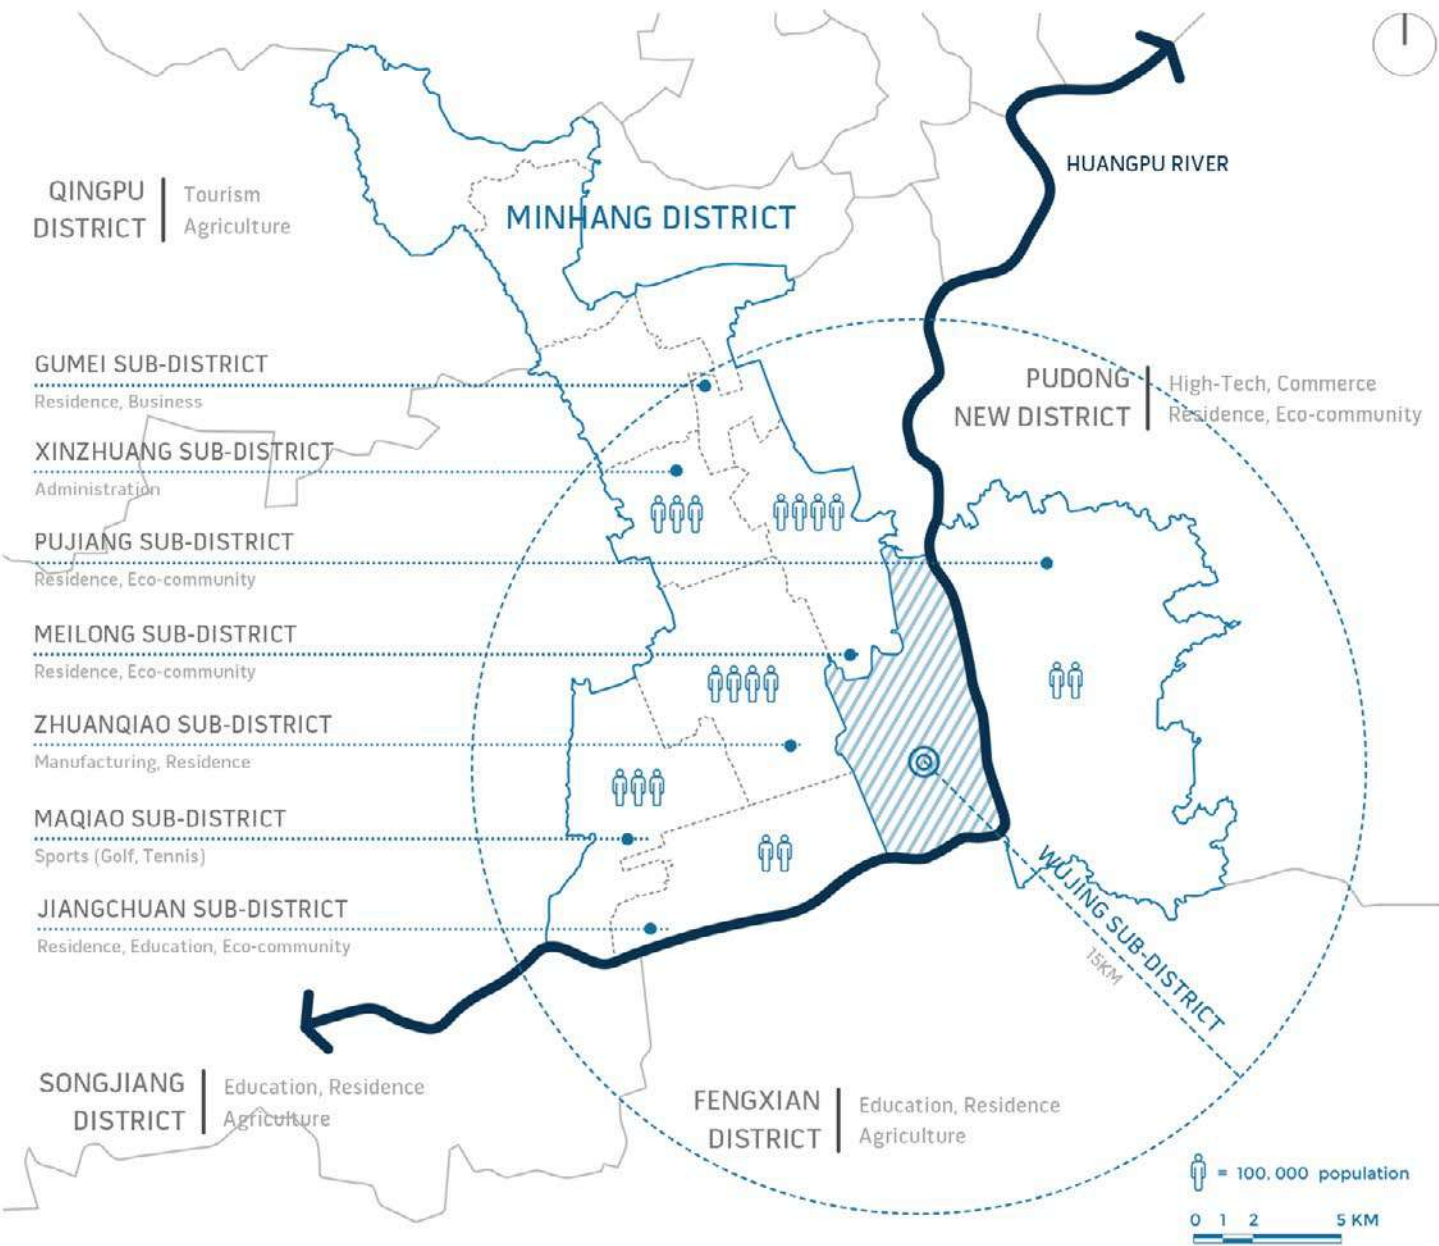 HUANGPU RIVER
QINGPU
DISTRICT
Tourism
Agriculture
MINHANG DISTRICT
GUMEI SUB-DISTRICT
Residence, Business
PUDONG
NEW DISTRICT
High-Tech, Commerce
Residence, Eco-community
XINZHUANG SUB-DISTRICT
Administration
PUJIANG SUB-DISTRICT
Residence, Eco-community
MEILONG SUB-DISTRICT
Residence, Eco-community
ZHUANQIAO SUB-DISTRICT
Manufacturing, Residence
MAQIAO SUB-DISTRICT
Sports (Golf, Tennis)
JIANGCHUAN SUB-DISTRICT
Residence, Education, Eco-community
WUJING SUB-DISTRICT
15KM
SONGJIANG
DISTRICT
Education, Residence
Agriculture
FENGXIAN
DISTRICT
Education, Residence
Agriculture
= 100. 000 population
0 1 2 5 KM